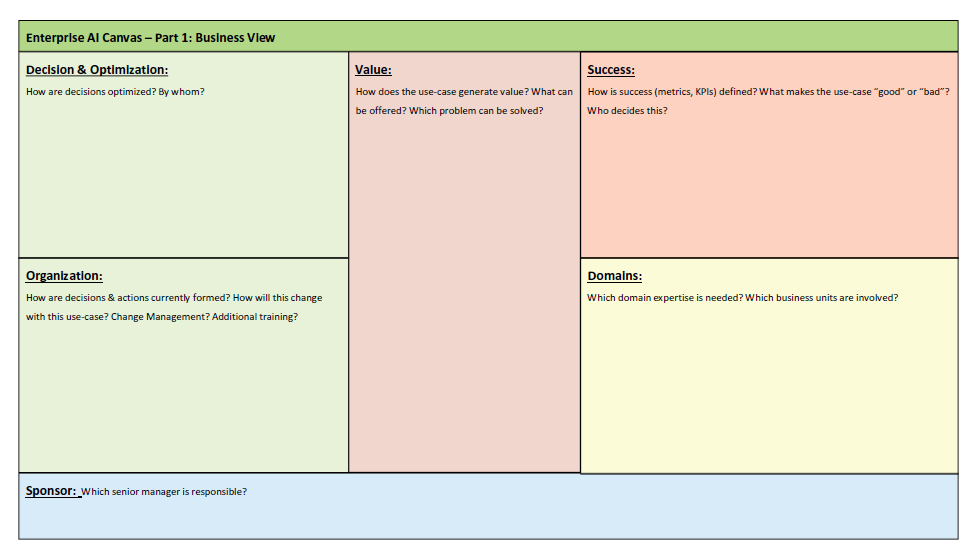 Enterprise AI Canvas – Part 1: Business View
Decision & Optimization:
How are decisions optimized? By whom?
Value:
How does the use-case generate value? What can
be offered? Which problem can be solved?
Success:
How is success (metrics, KPIs) defined? What makes the use-case “good” or “bad”?
Who decides this?
Organization:
How are decisions & actions currently formed? How will this change
with this use-case? Change Management? Additional training?
Domains:
Which domain expertise is needed? Which business units are involved?
Sponsor: Which senior manager is responsible?